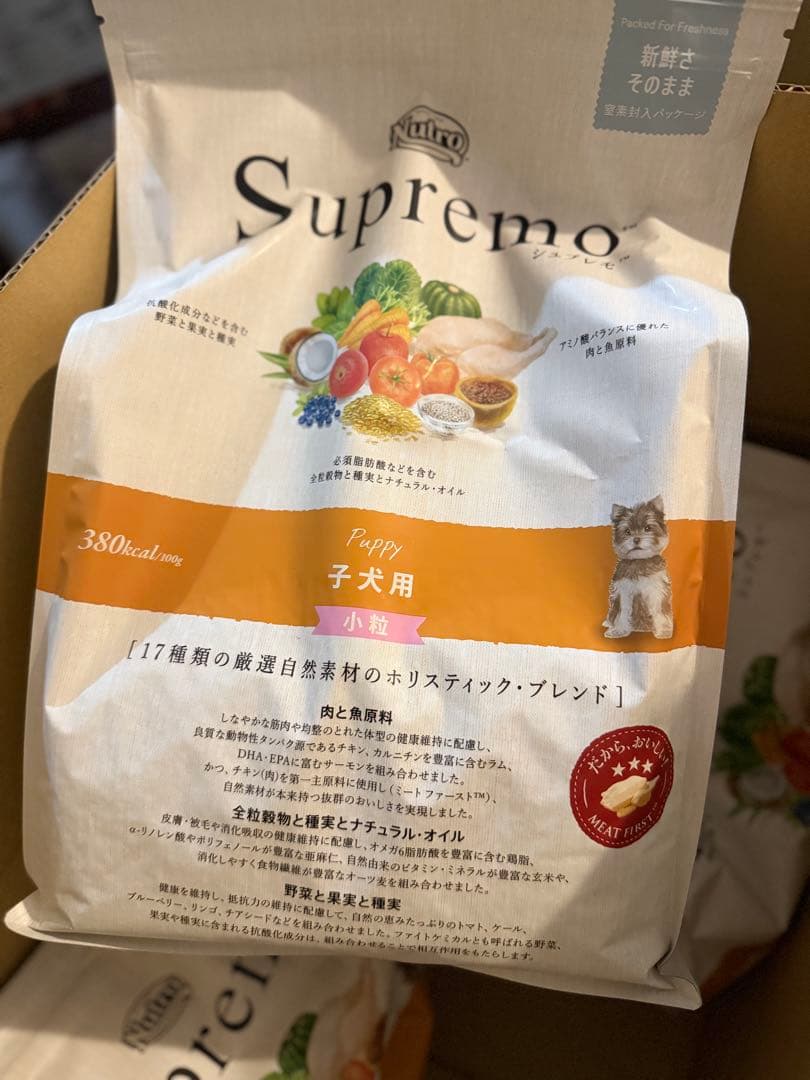 Packed For Freshness
新鮮さ
そのまま
窒素封入パッケージ
Nutro
Supremo™
シュプレモ™
抗酸化成分などを含む
野菜と果実と種実
アミノ酸バランスに優れた
肉と魚原料
必須脂肪酸などを含む
全粒穀物と種実とナチュラル・オイル
380kcal/100g
Puppy
子犬用
小粒
[17種類の厳選自然素材のホリスティック・ブレンド]
肉と魚原料
しなやかな筋肉や均整のとれた体型の健康維持に配慮し、
良質な動物性タンパク源であるチキン、カルニチンを豊富に含むラム、
DHA・EPAに富むサーモンを組み合わせました。
かつ、チキン(肉)を第一主原料に使用し(ミート ファースト™)、
自然素材が本来持つ抜群のおいしさを実現しました。
だから、おいしい!
MEAT FIRST™
全粒穀物と種実とナチュラル・オイル
皮膚・被毛や消化吸収の健康維持に配慮し、オメガ6脂肪酸を豊富に含む鶏脂、
α-リノレン酸やポリフェノールが豊富な亜麻仁、自然由来のビタミン・ミネラルが豊富な玄米や、
消化しやすく食物繊維が豊富なオーツ麦を組み合わせました。
野菜と果実と種実
健康を維持し、抵抗力の維持に配慮して、自然の恵みたっぷりのトマト、ケール、
ブルーベリー、リンゴ、チアシードなどを組み合わせました。ファイトケミカルとも呼ばれる野菜、
果実や種実に含まれる抗酸化成分は、組み合わせることで相互作用をもたらします。
Nutro
premo